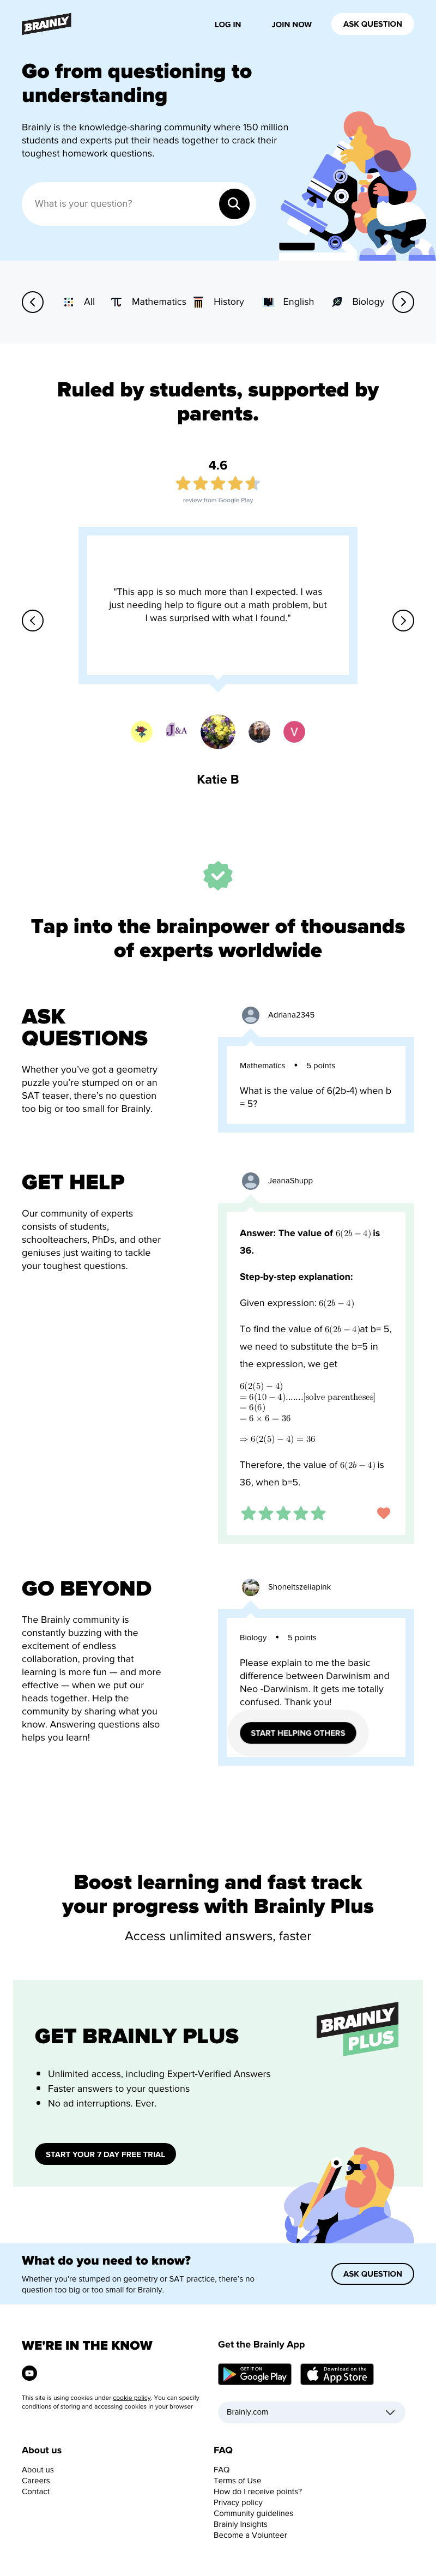 BRAINLY
LOG IN
JOIN NOW
ASK QUESTION
Go from questioning to
understanding
Brainly is the knowledge-sharing community where 150 million
students and experts put their heads together to crack their
toughest homework questions.
What is your question?
All
Mathematics
History
English
Biology
Ruled by students, supported by
parents.
4.6
review from Google Play
"This app is so much more than I expected. I was
just needing help to figure out a math problem, but
I was surprised with what I found."
J&A
V
Katie B
Tap into the brainpower of thousands
of experts worldwide
ASK
QUESTIONS
Whether you've got a geometry
puzzle you're stumped on or an
SAT teaser, there's no question
too big or too small for Brainly.
Adriana2345
Mathematics • 5 points
What is the value of 6(2b-4) when b
= 5?
GET HELP
Our community of experts
consists of students,
schoolteachers, PhDs, and other
geniuses just waiting to tackle
your toughest questions.
JeanaShupp
Answer: The value of 6(2b − 4) is
36.
Step-by-step explanation:
Given expression: 6(2b − 4)
To find the value of 6(2b − 4)at b= 5,
we need to substitute the b=5 in
the expression, we get
6(2(5) − 4)
= 6(10 − 4).......[solve parentheses]
= 6(6)
= 6 × 6 = 36
⇒ 6(2(5) − 4) = 36
Therefore, the value of 6(2b − 4) is
36, when b=5.
GO BEYOND
The Brainly community is
constantly buzzing with the
excitement of endless
collaboration, proving that
learning is more fun — and more
effective — when we put our
heads together. Help the
community by sharing what you
know. Answering questions also
helps you learn!
Shoneitszeliapink
Biology • 5 points
Please explain to me the basic
difference between Darwinism and
Neo -Darwinism. It gets me totally
confused. Thank you!
START HELPING OTHERS
Boost learning and fast track
your progress with Brainly Plus
Access unlimited answers, faster
GET BRAINLY PLUS
BRAINLY
PLUS
• Unlimited access, including Expert-Verified Answers
• Faster answers to your questions
• No ad interruptions. Ever.
START YOUR 7 DAY FREE TRIAL
What do you need to know?
Whether you're stumped on geometry or SAT practice, there's no
question too big or too small for Brainly.
ASK QUESTION
WE'RE IN THE KNOW
This site is using cookies under cookie policy. You can specify
conditions of storing and accessing cookies in your browser
Get the Brainly App
GET IT ON
Google Play
Download on the
App Store
Brainly.com
About us
About us
Careers
Contact
FAQ
FAQ
Terms of Use
How do I receive points?
Privacy policy
Community guidelines
Brainly Insights
Become a Volunteer